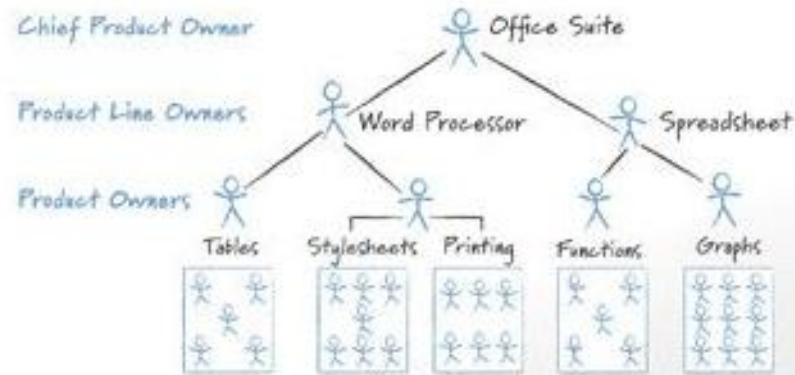 Chief Product Owner
Office Suite
Product Line Owners
Word Processor
Spreadsheet
Product Owners
Tables
Stylesheets
Printing
Functions
Graphs